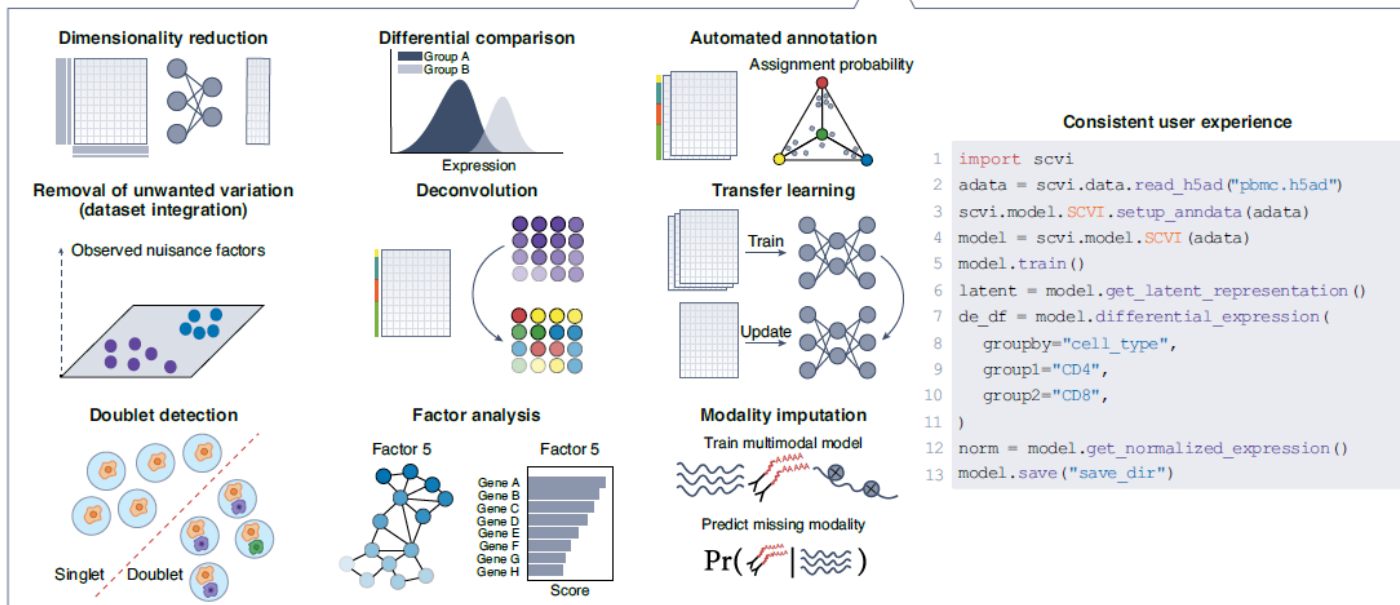 Dimensionality reduction
Differential comparison
Group A
Group B
Expression
Automated annotation
Assignment probability
Removal of unwanted variation
(dataset integration)
Observed nuisance factors
Deconvolution
Transfer learning
Train
Update
Doublet detection
Singlet
Doublet
Factor analysis
Factor 5
Factor 5
Gene A
Gene B
Gene C
Gene D
Gene E
Gene F
Gene G
Gene H
Score
Modality imputation
Train multimodal model
AAAAA
AAAA
Predict missing modality
Pr( | )
Consistent user experience
1 import scvi
2 adata = scvi.data.read_h5ad("pbmc.h5ad")
3 scvi.model.SCVI.setup_anndata(adata)
4 model = scvi.model.SCVI(adata)
5 model.train()
6 latent = model.get_latent_representation()
7 de_df = model.differential_expression(
8 groupby="cell_type",
9 group1="CD4",
10 group2="CD8",
11 )
12 norm = model.get_normalized_expression()
13 model.save("save_dir")